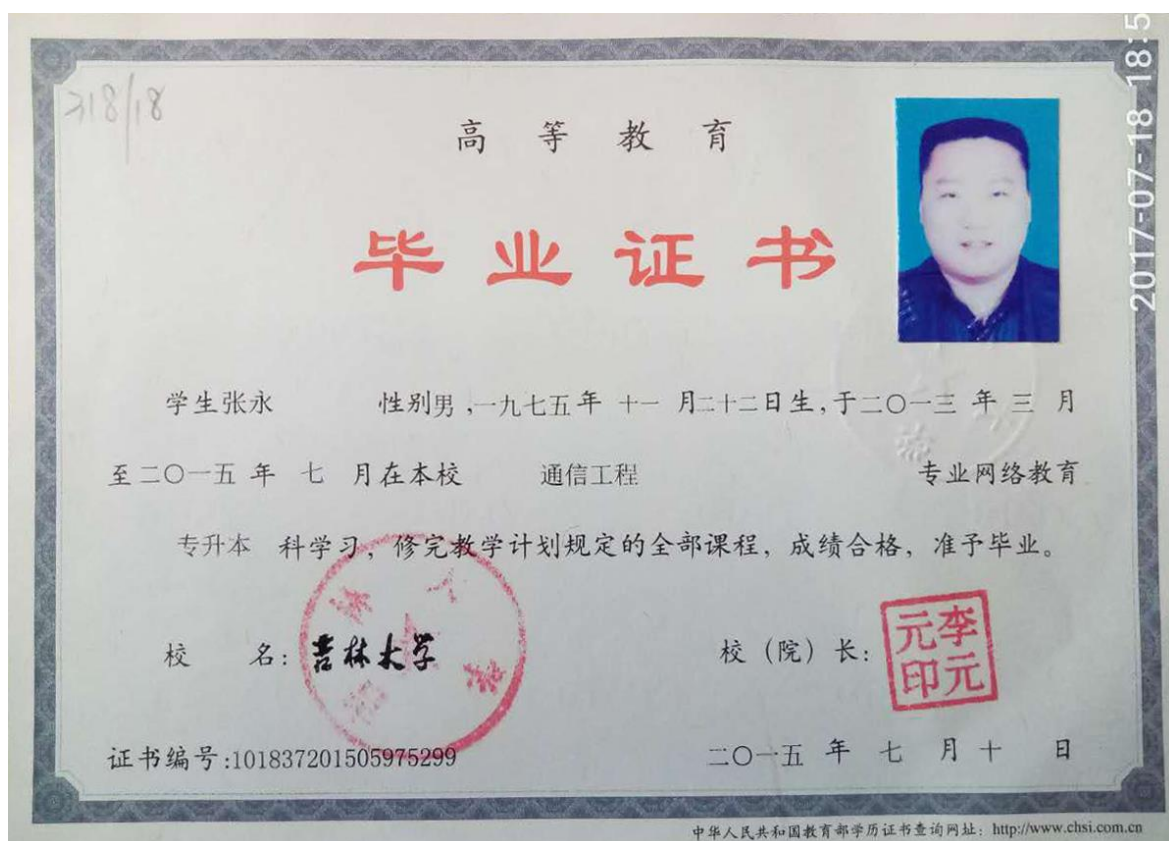 318/18
2017-07-18 18:5
高等教育
毕业证书
学生张永 性别男,一九七五年 十一 月二十二日生,于二〇一三 年 三 月
至二〇一五 年 七 月在本校 通信工程 专业网络教育
专升本 科学习，修完教学计划规定的全部课程，成绩合格，准予毕业。
校 名：吉林大学
校（院）长：
李元元印
证书编号:101837201505975299
二〇一五 年 七 月十 日
中华人民共和国教育部学历证书查询网址：http://www.chsi.com.cn